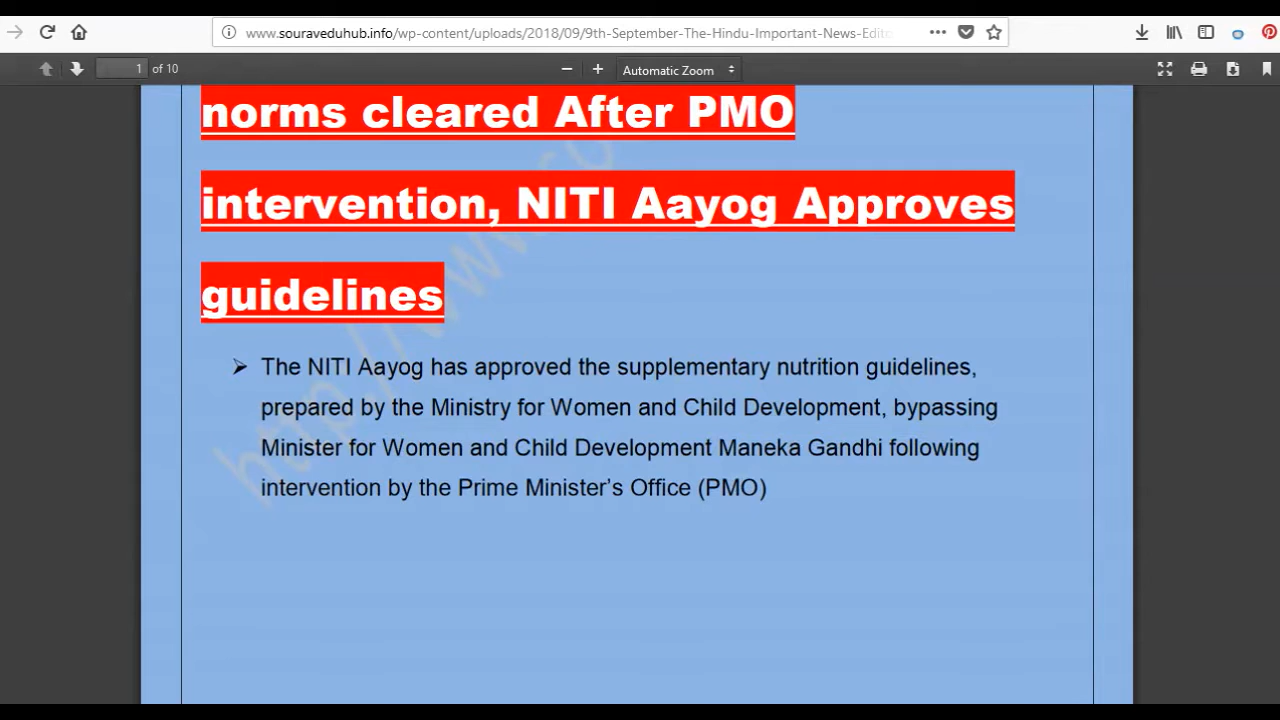 www.souraveduhub.info/wp-content/uploads/2018/09/9th-September-The-Hindu-Important-News-Edito
1 of 10
Automatic Zoom
norms cleared After PMO
intervention, NITI Aayog Approves
guidelines
The NITI Aayog has approved the supplementary nutrition guidelines,
prepared by the Ministry for Women and Child Development, bypassing
Minister for Women and Child Development Maneka Gandhi following
intervention by the Prime Minister’s Office (PMO)
http://www.so